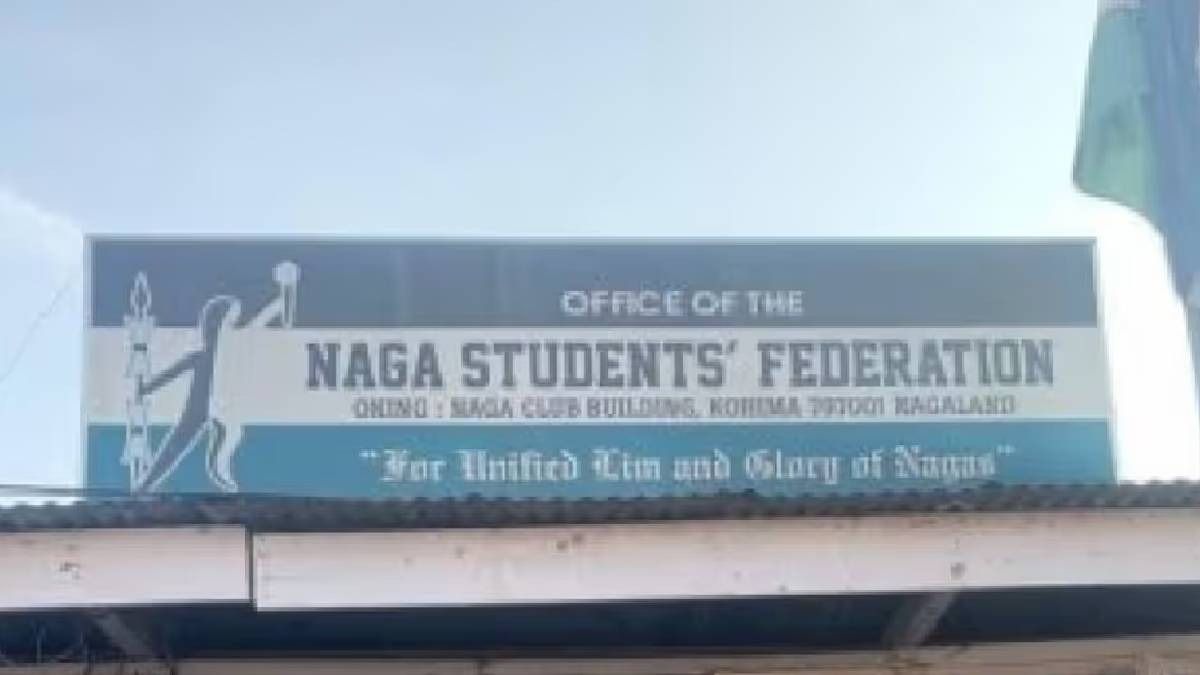 OFFICE OF THE
NAGA STUDENTS' FEDERATION
OKING : NAGA CLUB BUILDING, KOHIMA 797001 NAGALAND
"For Unified Lim and Glory of Nagas"